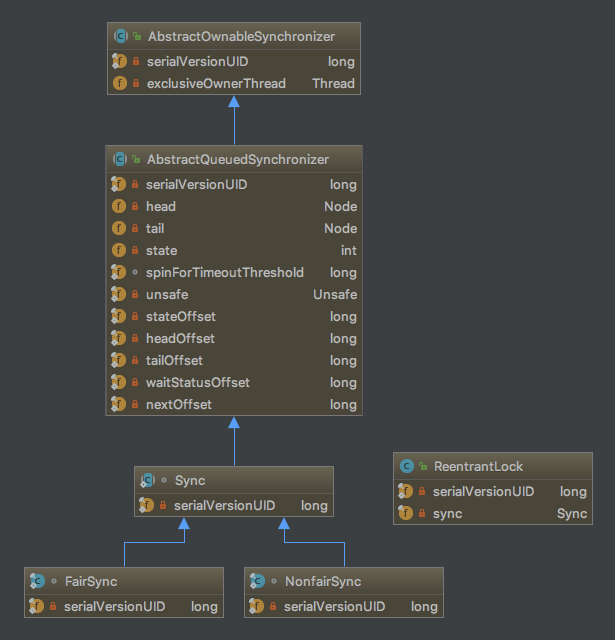 AbstractOwnableSynchronizer
serialVersionUID long
exclusiveOwnerThread Thread
AbstractQueuedSynchronizer
serialVersionUID long
head Node
tail Node
state int
spinForTimeoutThreshold long
unsafe Unsafe
stateOffset long
headOffset long
tailOffset long
waitStatusOffset long
nextOffset long
Sync
serialVersionUID long
ReentrantLock
serialVersionUID long
sync Sync
FairSync
serialVersionUID long
NonfairSync
serialVersionUID long